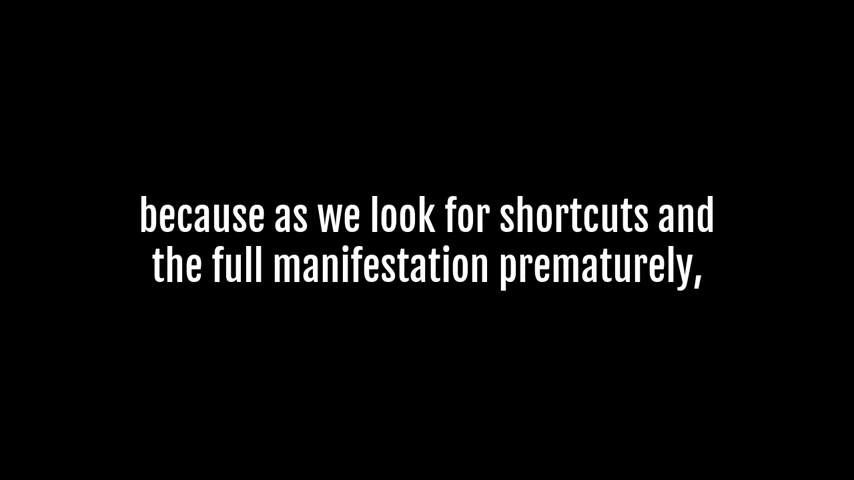 because as we look for shortcuts and
the full manifestation prematurely,